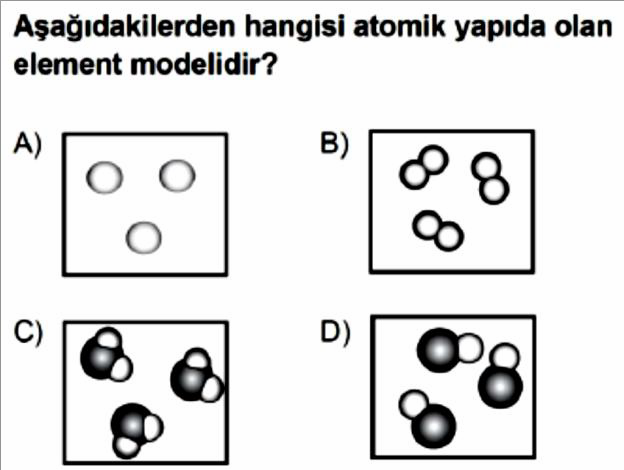 Aşağıdakilerden hangisi atomik yapıda olan
element modelidir?
A)
B)
C)
D)